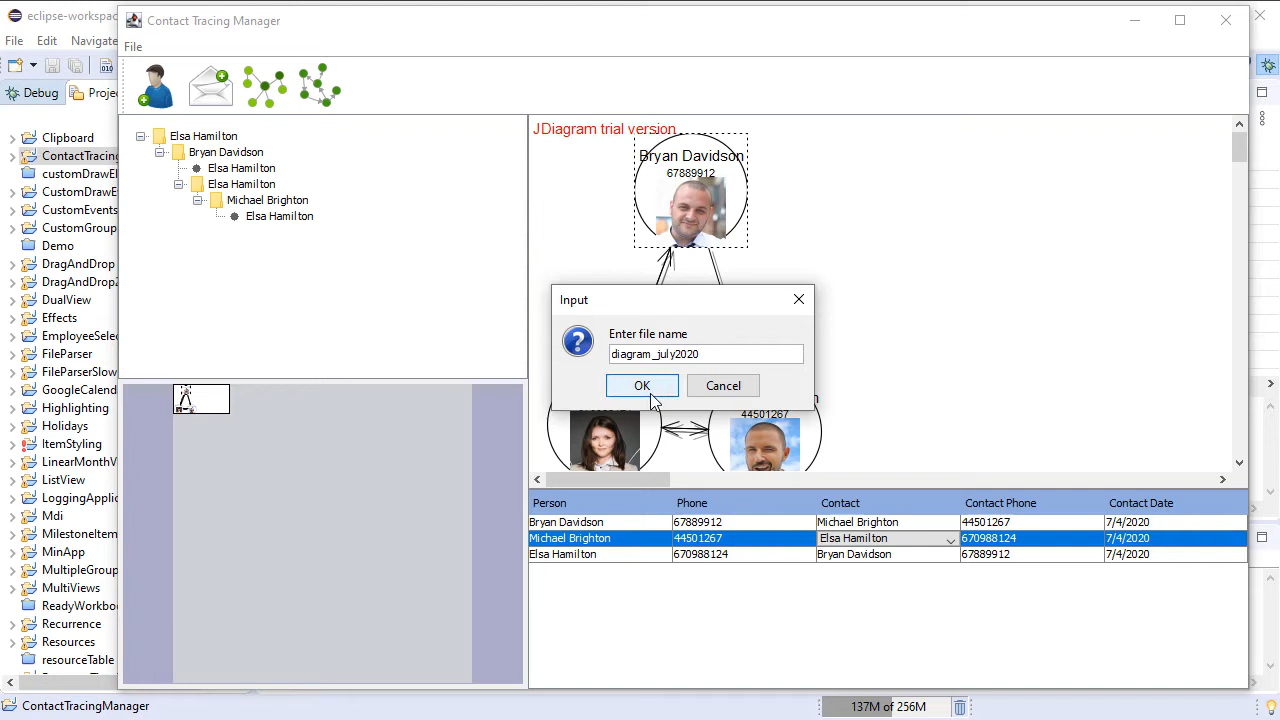 eclipse-workspa
Contact Tracing Manager
File Edit Navigate
File
Debug
Proje
Clipboard
ContactTracing
customDrawEl
CustomDrawE
CustomEvents
CustomGroup
Demo
DragAndDrop
DragAndDrop2
DualView
Effects
EmployeeSelec
FileParser
FileParserSlow
GoogleCalend
Highlighting
Holidays
ItemStyling
LinearMonthV
ListView
LoggingApplic
Mdi
MilestoneItem
MinApp
MultipleGroup
MultiViews
ReadyWorkbo
Recurrence
Resources
resourceTable
Elsa Hamilton
Bryan Davidson
Elsa Hamilton
Elsa Hamilton
Michael Brighton
Elsa Hamilton
JDiagram trial version
Bryan Davidson
67889912
Input
Enter file name
diagram_july2020
OK
Cancel
44501267
Person Phone Contact Contact Phone Contact Date
Bryan Davidson 67889912 Michael Brighton 44501267 7/4/2020
Michael Brighton 44501267 Elsa Hamilton 670988124 7/4/2020
Elsa Hamilton 670988124 Bryan Davidson 67889912 7/4/2020
ContactTracingManager
137M of 256M